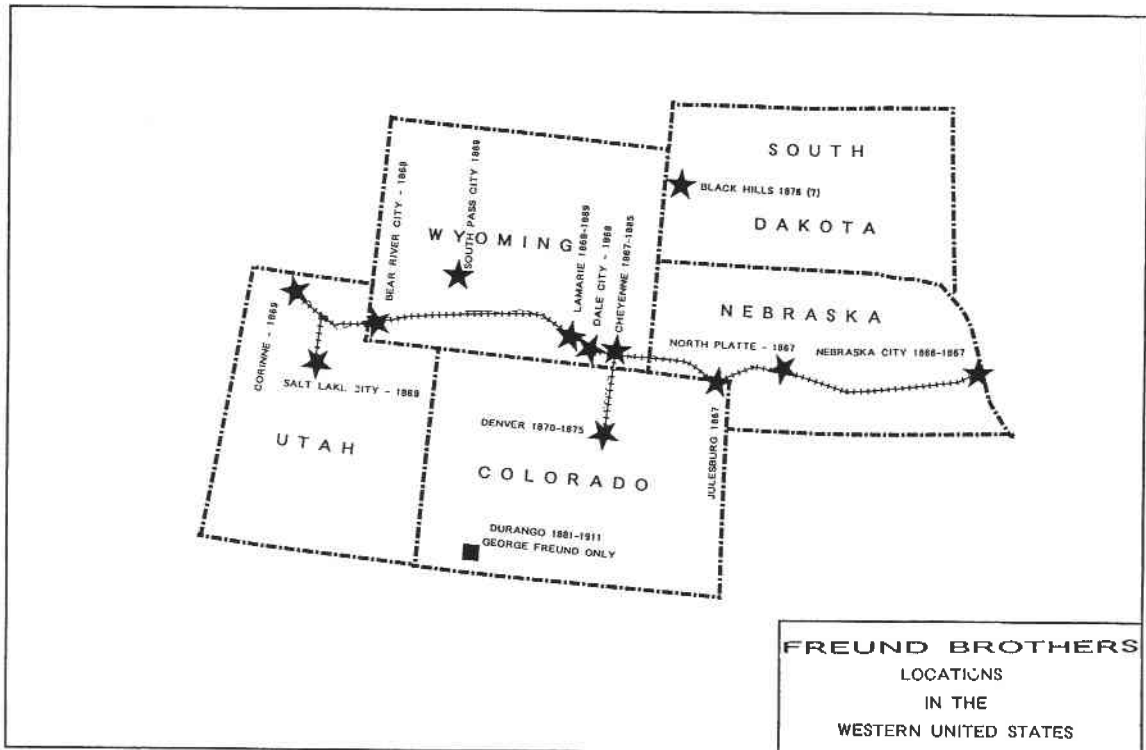 SOUTH
DAKOTA
BLACK HILLS 1876 (?)
WYOMING
BEAR RIVER CITY - 1868
SOUTH PASS CITY 1869
LAMARIE 1868-1869
DALE CITY - 1868
CHEYENNE 1867-1885
NEBRASKA
NORTH PLATTE - 1867
NEBRASKA CITY 1866-1867
JULESBURG 1867
CORINNE - 1869
SALT LAKE CITY - 1869
UTAH
DENVER 1870-1875
COLORADO
DURANGO 1881-1911
GEORGE FREUND ONLY
FREUND BROTHERS
LOCATIONS
IN THE
WESTERN UNITED STATES